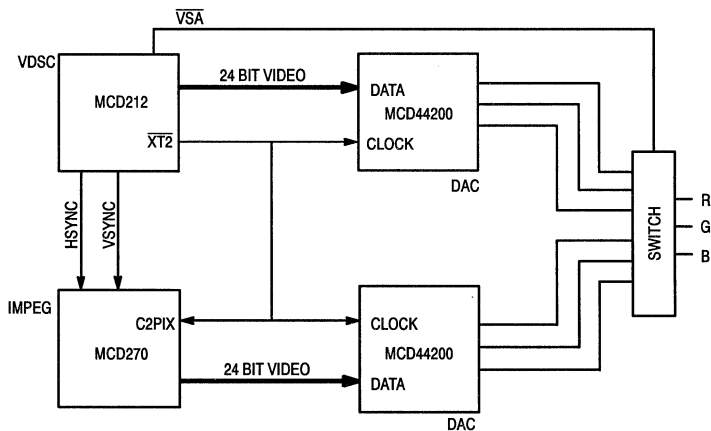 VSA
VDSC
MCD212
XT2
24 BIT VIDEO
DATA
MCD44200
CLOCK
DAC
HSYNC
VSYNC
SWITCH
R
G
B
IMPEG
C2PIX
MCD270
24 BIT VIDEO
CLOCK
MCD44200
DATA
DAC